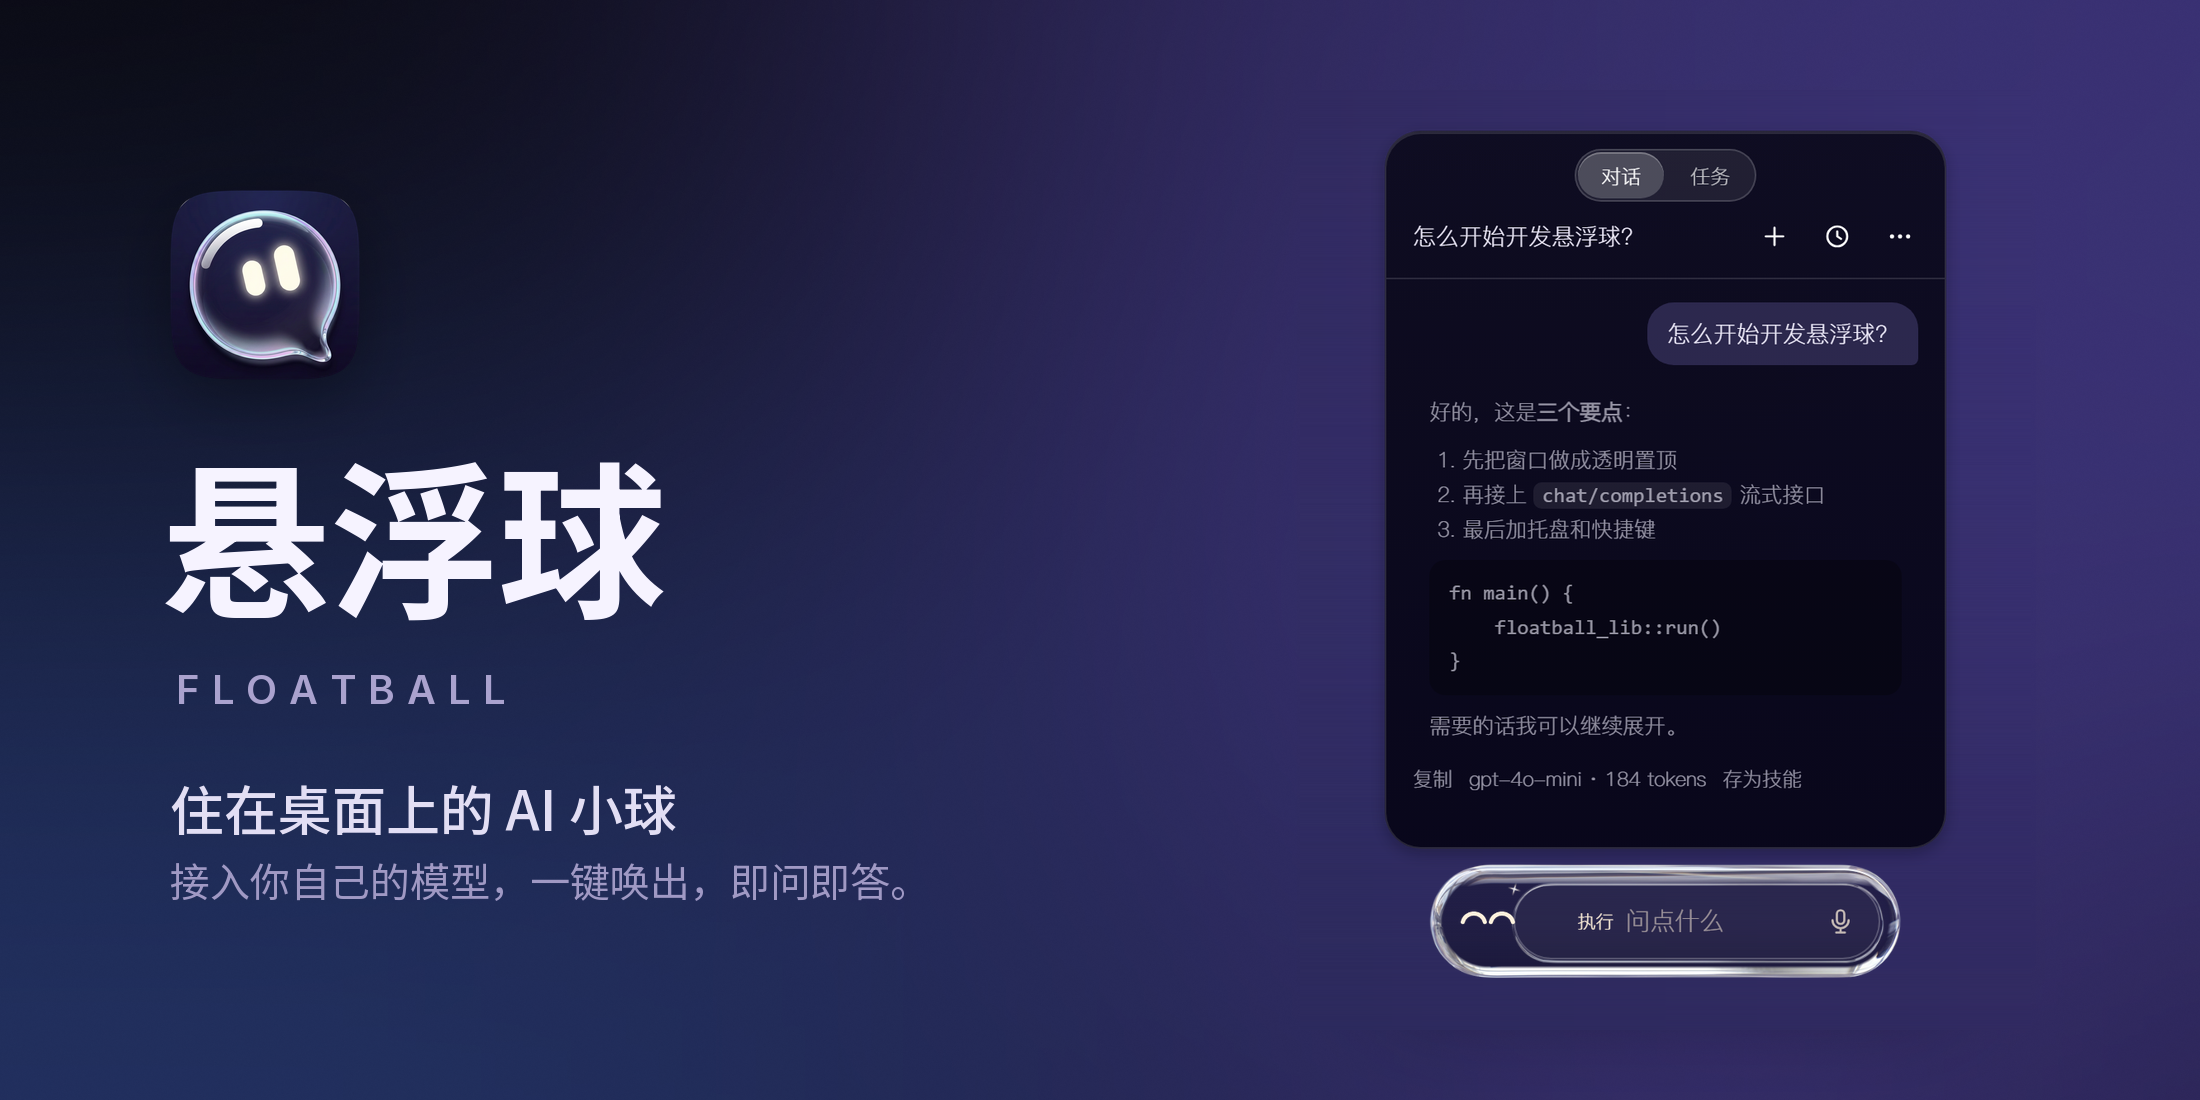 悬浮球
FLOATBALL
住在桌面上的 AI 小球
接入你自己的模型，一键唤出，即问即答。
对话 任务
怎么开始开发悬浮球？
怎么开始开发悬浮球？
好的，这是三个要点：
1. 先把窗口做成透明置顶
2. 再接上 chat/completions 流式接口
3. 最后加托盘和快捷键
fn main() {
    floatball_lib::run()
}
需要的话我可以继续展开。
复制 gpt-4o-mini · 184 tokens 存为技能
执行 问点什么